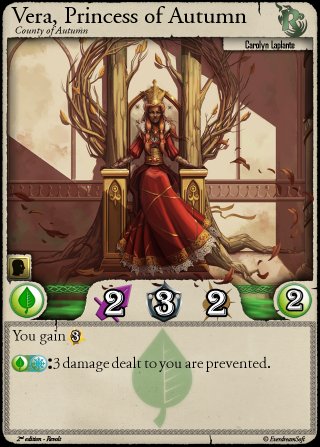 Vera, Princess of Autumn
County of Autumn
Carolyn Laplante
2 3 2 2
You gain 3
:3 damage dealt to you are prevented.
2nd edition - Revolt
© EverdreamSoft